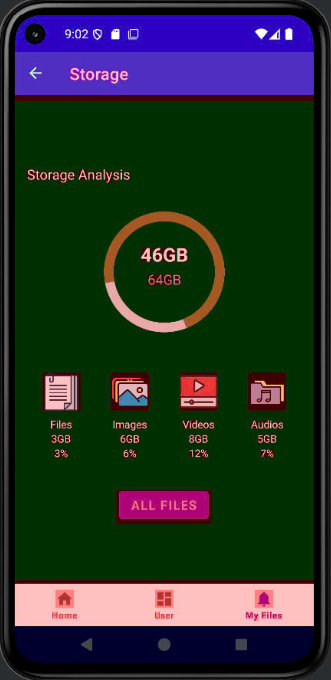 9:02
Storage
Storage Analysis
46GB
64GB
Files Images Videos Audios
3GB 6GB 8GB 5GB
3% 6% 12% 7%
ALL FILES
Home User My Files